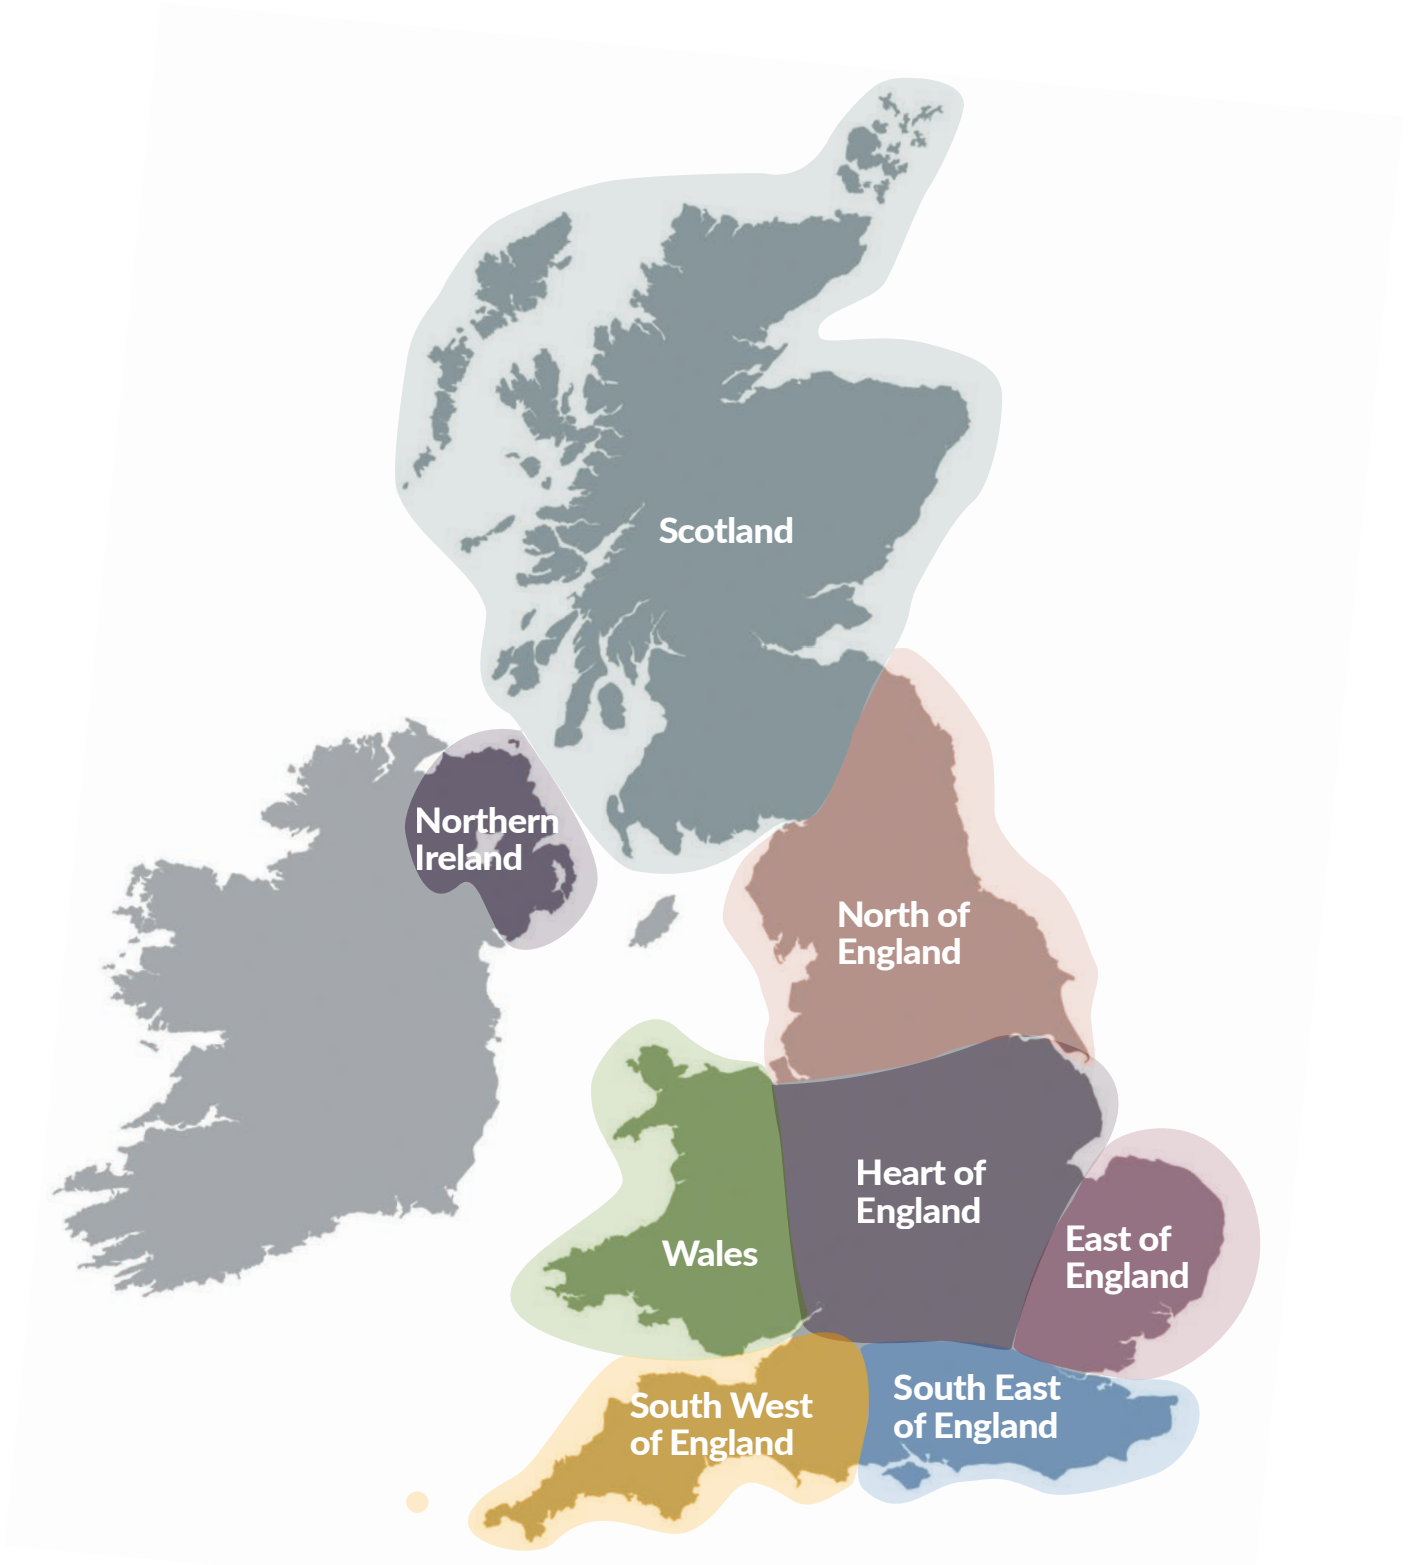 Scotland
Northern
Ireland
North of
England
Heart of
England
East of
England
Wales
South East
of England
South West
of England